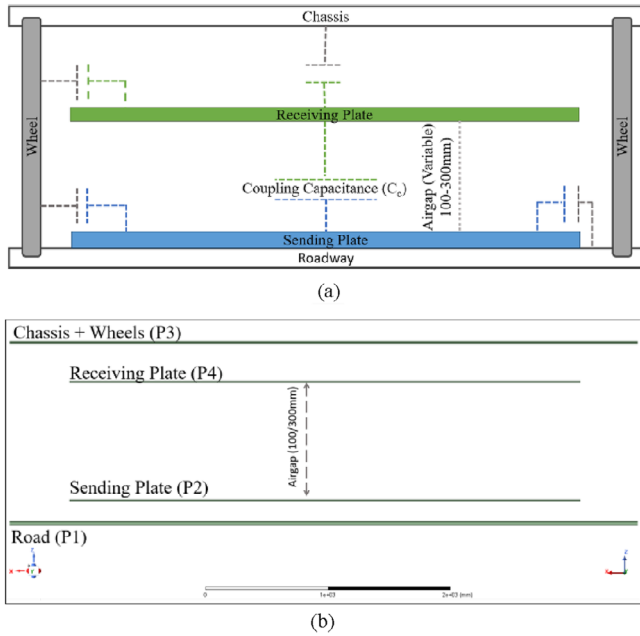 Chassis
Wheel
Wheel
Receiving Plate
Coupling Capacitance (Cc)
Airgap (Variable)
100-300mm
Sending Plate
Roadway
(a)
Chassis + Wheels (P3)
Receiving Plate (P4)
Airgap (100/300mm)
Sending Plate (P2)
Road (P1)
z
x
Y
z
x
Y
0
1e+03
2e+03 (mm)
(b)